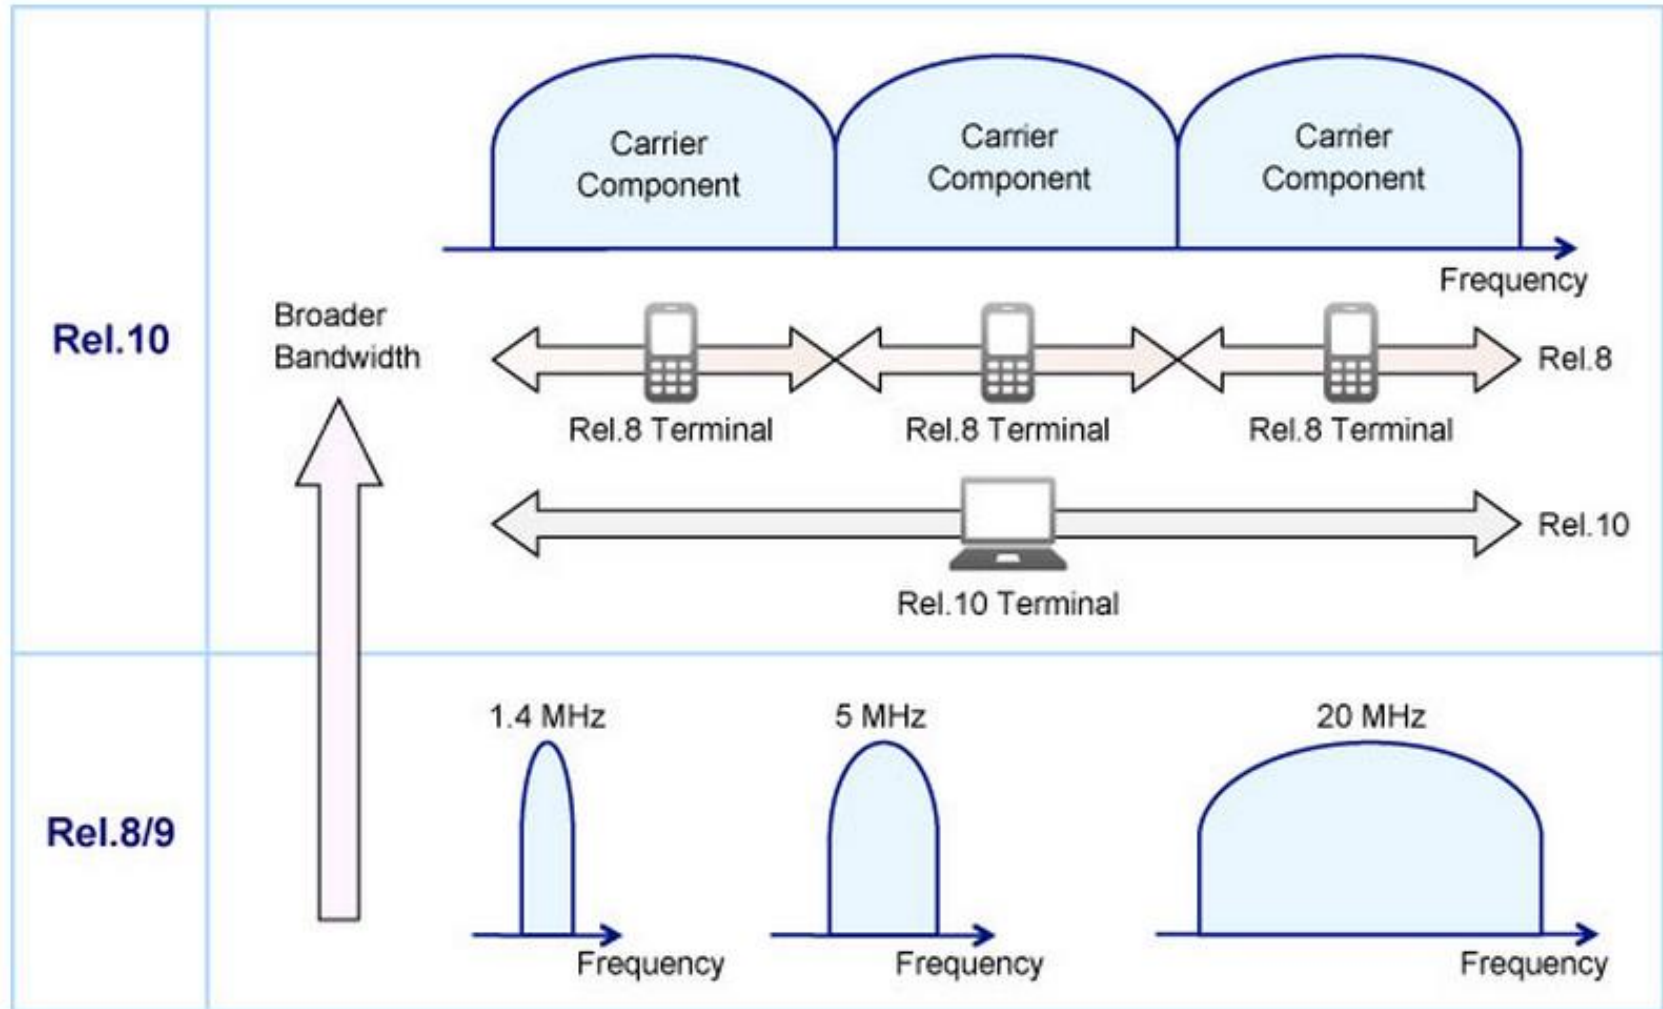 Rel.10
Carrier
Component
Carrier
Component
Carrier
Component
Frequency
Broader
Bandwidth
Rel.8
Rel.8 Terminal
Rel.8 Terminal
Rel.8 Terminal
Rel.10
Rel.10 Terminal
Rel.8/9
1.4 MHz
5 MHz
20 MHz
Frequency
Frequency
Frequency